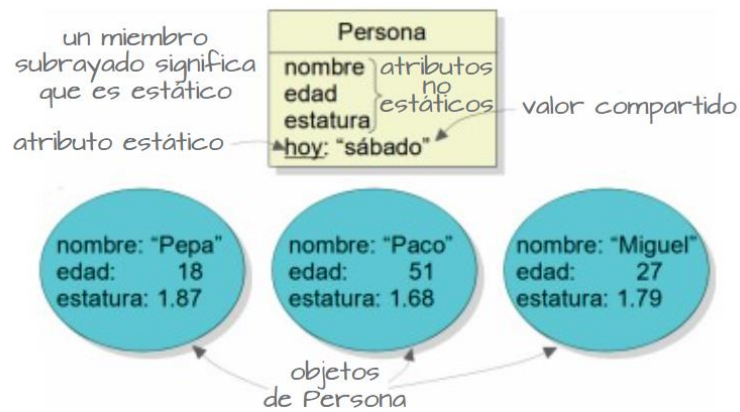 un miembro
subrayado significa
que es estático
atributo estático
Persona
nombre
edad
estatura
hoy: “sábado”
atributos
no
estáticos
valor compartido
nombre: “Pepa”
edad: 18
estatura: 1.87
nombre: “Paco”
edad: 51
estatura: 1.68
nombre: “Miguel”
edad: 27
estatura: 1.79
objetos
de Persona